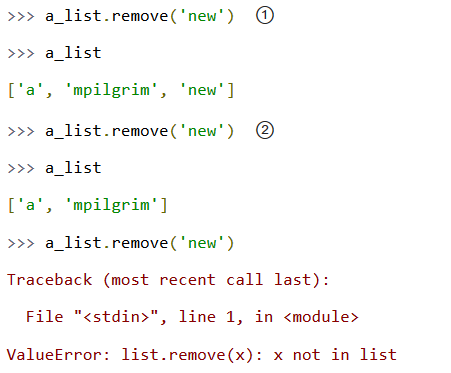 >>> a_list.remove('new') ①
>>> a_list
['a', 'mpilgrim', 'new']
>>> a_list.remove('new') ②
>>> a_list
['a', 'mpilgrim']
>>> a_list.remove('new')
Traceback (most recent call last):
  File "<stdin>", line 1, in <module>
ValueError: list.remove(x): x not in list